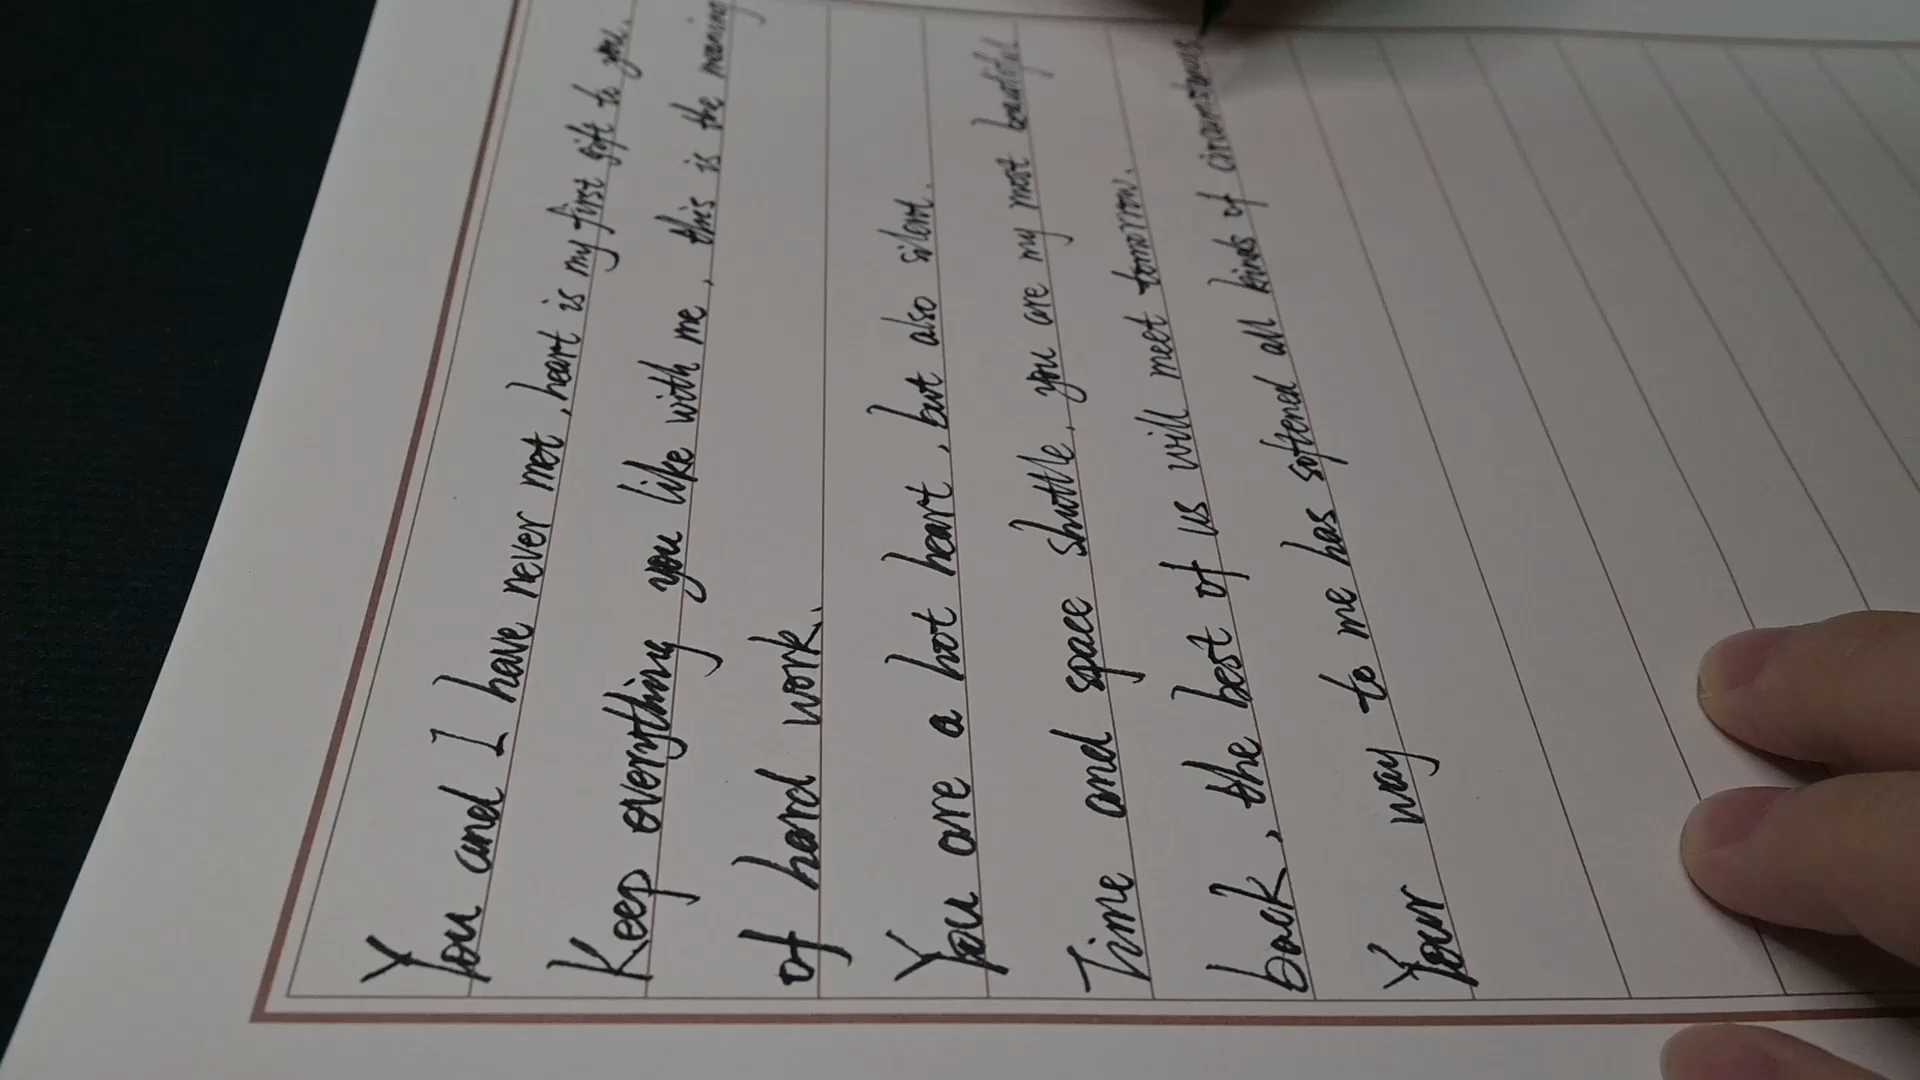 You and I have never met, heart is my first gift to you.
Keep everything you like with me, this is the meaning
of hard work.
You are a hot heart, but also silent.
Time and space shuttle, you are my most beautiful
back, the best of us will meet tomorrow.
Your way to me has softened all kinds of circumstances